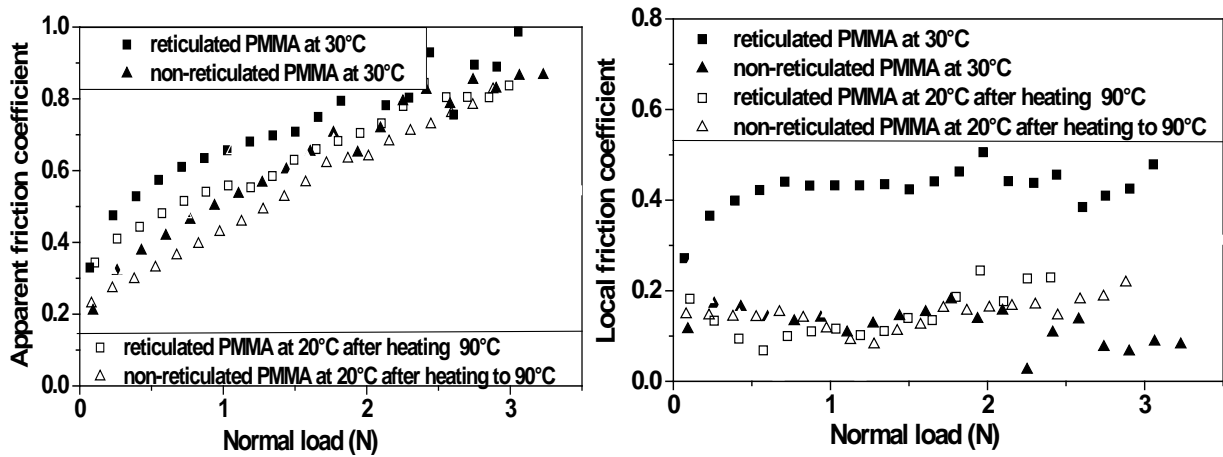 Apparent friction coefficient
1.0
0.8
0.6
0.4
0.2
0.0
reticulated PMMA at 30°C
non-reticulated PMMA at 30°C
reticulated PMMA at 20°C after heating 90°C
non-reticulated PMMA at 20°C after heating to 90°C
0 1 2 3
Normal load (N)
Local friction coefficient
0.8
0.6
0.4
0.2
0.0
reticulated PMMA at 30°C
non-reticulated PMMA at 30°C
reticulated PMMA at 20°C after heating 90°C
non-reticulated PMMA at 20°C after heating to 90°C
0 1 2 3
Normal load (N)